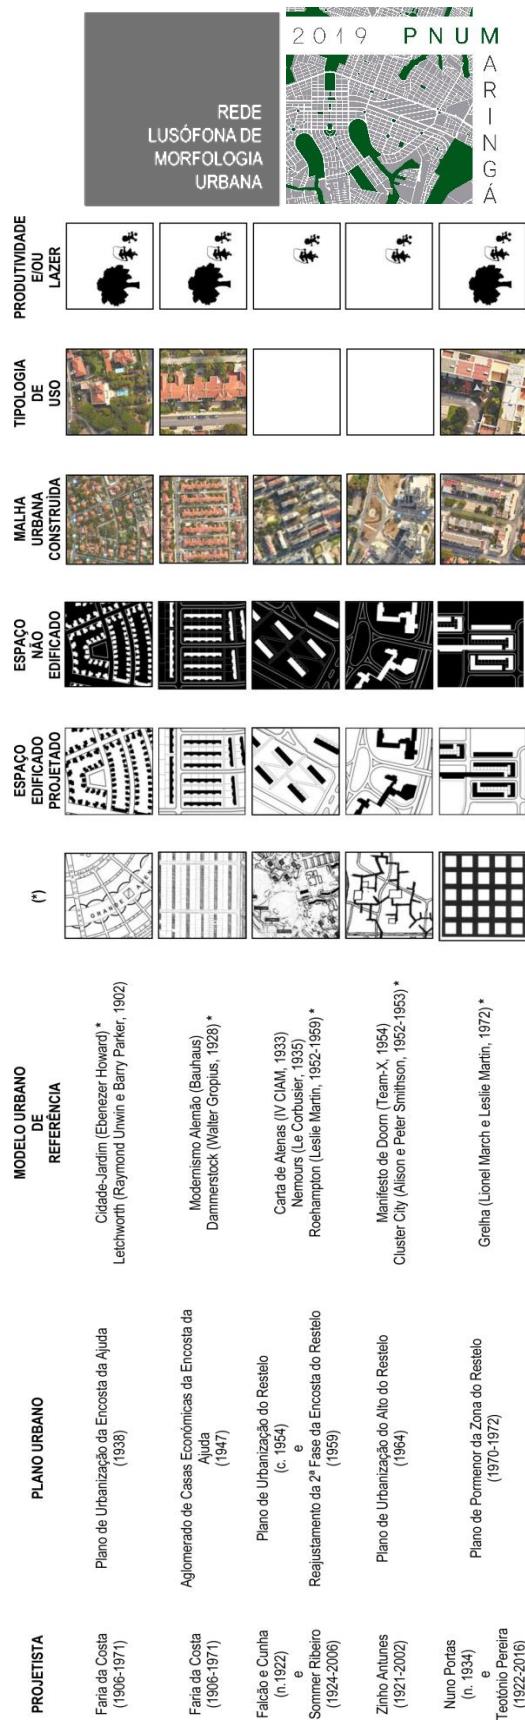 REDE
LUSÓFONA DE
MORFOLOGIA
URBANA
2019 PNUM
MARINGÁ
PROJETISTA
PLANO URBANO
MODELO URBANO
DE
REFERÊNCIA
(*)
ESPAÇO
EDIFICADO
PROJETADO
ESPAÇO
NÃO
EDIFICADO
MALHA
URBANA
CONSTRUÍDA
TIPOLOGIA
DE
USO
PRODUTIVIDADE
E/OU
LAZER
Faria da Costa
(1906-1971)
Plano de Urbanização da Encosta da Ajuda
(1938)
Cidade-Jardim (Ebenezer Howard) *
Letchworth (Raymond Unwin e Barry Parker, 1902)
Faria da Costa
(1906-1971)
Aglomerado de Casas Económicas da Encosta da
Ajuda
(1947)
Modernismo Alemão (Bauhaus)
Dammerstock (Walter Gropius, 1928) *
Falcão e Cunha
(n.1922)
e
Sommer Ribeiro
(1924-2006)
Plano de Urbanização do Restelo
(c. 1954)
e
Reajustamento da 2ª Fase da Encosta do Restelo
(1959)
Carta de Atenas (IV CIAM, 1933)
Nemours (Le Corbusier, 1935)
Roehampton (Leslie Martin, 1952-1959) *
Zinho Antunes
(1921-2002)
Plano de Urbanização do Alto do Restelo
(1964)
Manifesto de Doorn (Team-X, 1954)
Cluster City (Alison e Peter Smithson, 1952-1953) *
Nuno Portas
(n. 1934)
e
Teotónio Pereira
(1922-2016)
Plano de Pormenor da Zona do Restelo
(1970-1972)
Grelha (Lionel March e Leslie Martin, 1972) *